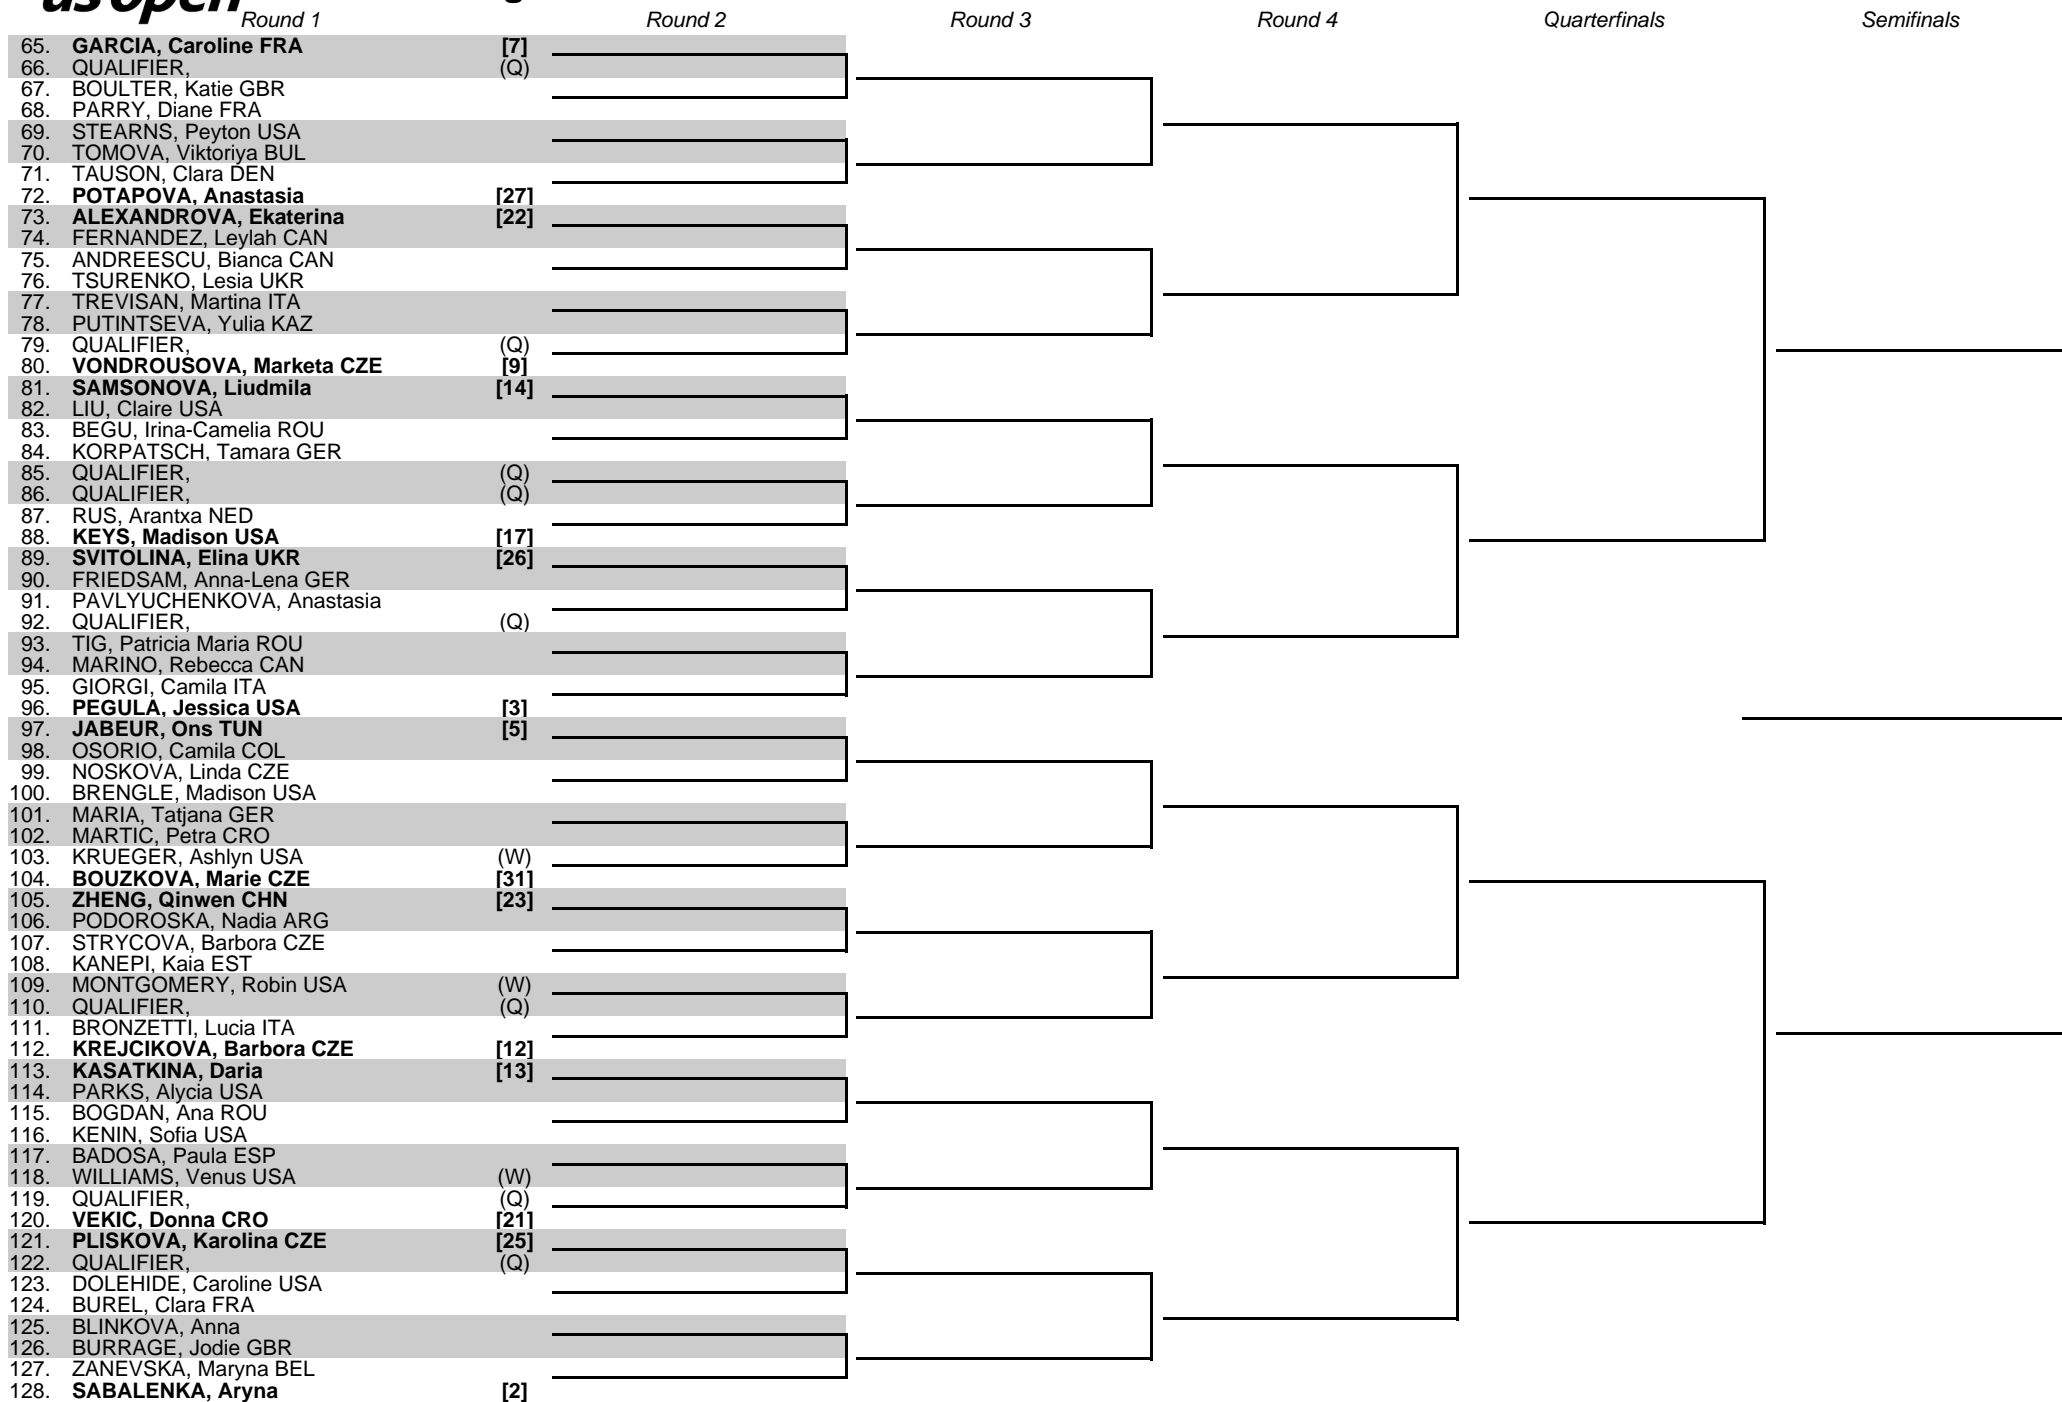 us open
Round 1 Round 2 Round 3 Round 4 Quarterfinals Semifinals
65. GARCIA, Caroline FRA [7]
66. QUALIFIER, (Q)
67. BOULTER, Katie GBR
68. PARRY, Diane FRA
69. STEARNS, Peyton USA
70. TOMOVA, Viktoriya BUL
71. TAUSON, Clara DEN
72. POTAPOVA, Anastasia [27]
73. ALEXANDROVA, Ekaterina [22]
74. FERNANDEZ, Leylah CAN
75. ANDREESCU, Bianca CAN
76. TSURENKO, Lesia UKR
77. TREVISAN, Martina ITA
78. PUTINTSEVA, Yulia KAZ
79. QUALIFIER, (Q)
80. VONDROUSOVA, Marketa CZE [9]
81. SAMSONOVA, Liudmila [14]
82. LIU, Claire USA
83. BEGU, Irina-Camelia ROU
84. KORPATSCH, Tamara GER
85. QUALIFIER, (Q)
86. QUALIFIER, (Q)
87. RUS, Arantxa NED
88. KEYS, Madison USA [17]
89. SVITOLINA, Elina UKR [26]
90. FRIEDSAM, Anna-Lena GER
91. PAVLYUCHENKOVA, Anastasia
92. QUALIFIER, (Q)
93. TIG, Patricia Maria ROU
94. MARINO, Rebecca CAN
95. GIORGI, Camila ITA
96. PEGULA, Jessica USA [3]
97. JABEUR, Ons TUN [5]
98. OSORIO, Camila COL
99. NOSKOVA, Linda CZE
100. BRENGLE, Madison USA
101. MARIA, Tatjana GER
102. MARTIC, Petra CRO
103. KRUEGER, Ashlyn USA (W)
104. BOUZKOVA, Marie CZE [31]
105. ZHENG, Qinwen CHN [23]
106. PODOROSKA, Nadia ARG
107. STRYCOVA, Barbora CZE
108. KANEPI, Kaia EST
109. MONTGOMERY, Robin USA (W)
110. QUALIFIER, (Q)
111. BRONZETTI, Lucia ITA
112. KREJCIKOVA, Barbora CZE [12]
113. KASATKINA, Daria [13]
114. PARKS, Alycia USA
115. BOGDAN, Ana ROU
116. KENIN, Sofia USA
117. BADOSA, Paula ESP
118. WILLIAMS, Venus USA (W)
119. QUALIFIER, (Q)
120. VEKIC, Donna CRO [21]
121. PLISKOVA, Karolina CZE [25]
122. QUALIFIER, (Q)
123. DOLEHIDE, Caroline USA
124. BUREL, Clara FRA
125. BLINKOVA, Anna
126. BURRAGE, Jodie GBR
127. ZANEVSKA, Maryna BEL
128. SABALENKA, Aryna [2]